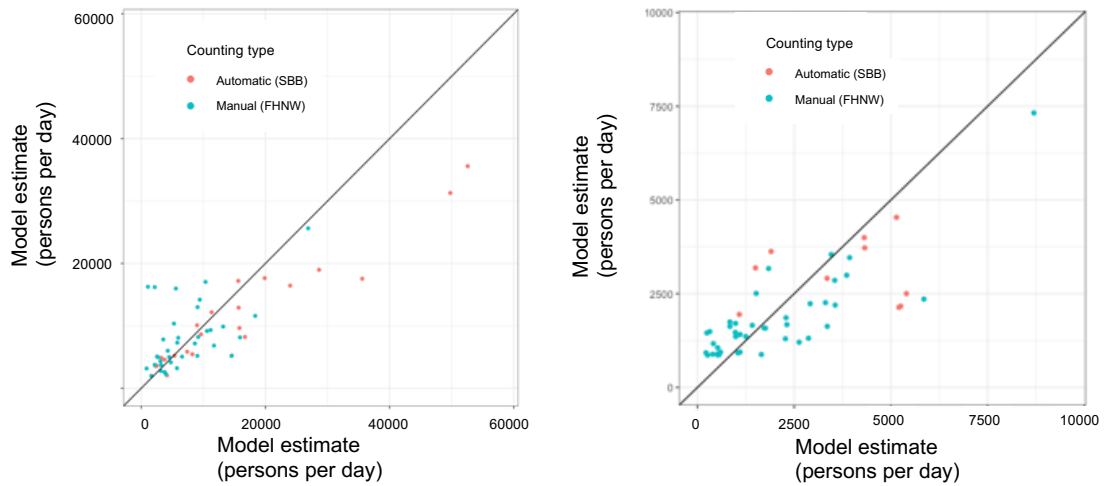 60000
40000
20000
Model estimate
(persons per day)
Counting type
Automatic (SBB)
Manual (FHNW)
0
20000
40000
60000
Model estimate
(persons per day)
10000
7500
5000
2500
0
Model estimate
(persons per day)
Counting type
Automatic (SBB)
Manual (FHNW)
0
2500
5000
7500
10000
Model estimate
(persons per day)